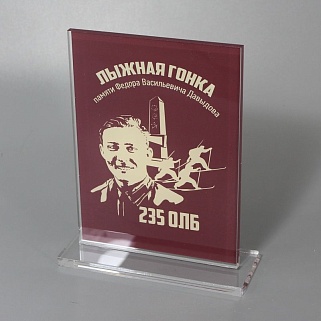 ЛЫЖНАЯ ГОНКА
памяти Федора Васильевича Давыдова
235 ОЛБ